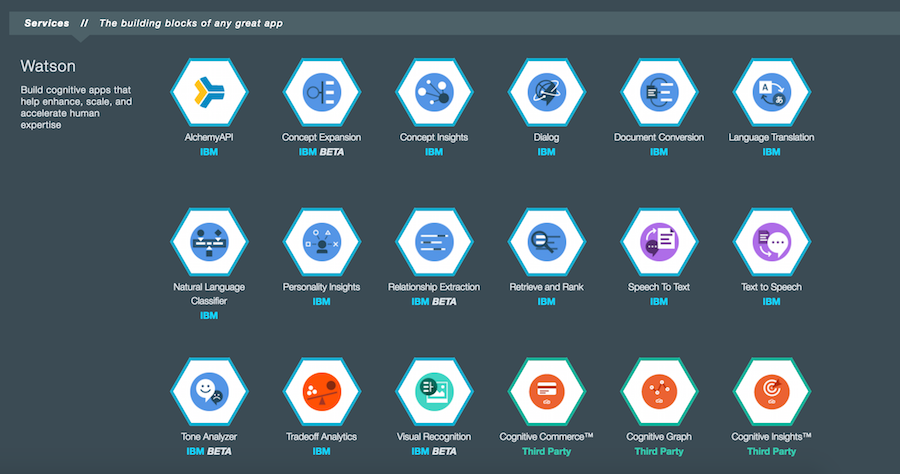 Services // The building blocks of any great app
Watson
Build cognitive apps that
help enhance, scale, and
accelerate human
expertise
AlchemyAPI
IBM
Concept Expansion
IBM BETA
Concept Insights
IBM
Dialog
IBM
Document Conversion
IBM
Language Translation
IBM
Natural Language
Classifier
IBM
Personality Insights
IBM
Relationship Extraction
IBM BETA
Retrieve and Rank
IBM
Speech To Text
IBM
Text to Speech
IBM
Tone Analyzer
IBM BETA
Tradeoff Analytics
IBM
Visual Recognition
IBM BETA
Cognitive Commerce™
Third Party
Cognitive Graph
Third Party
Cognitive Insights™
Third Party